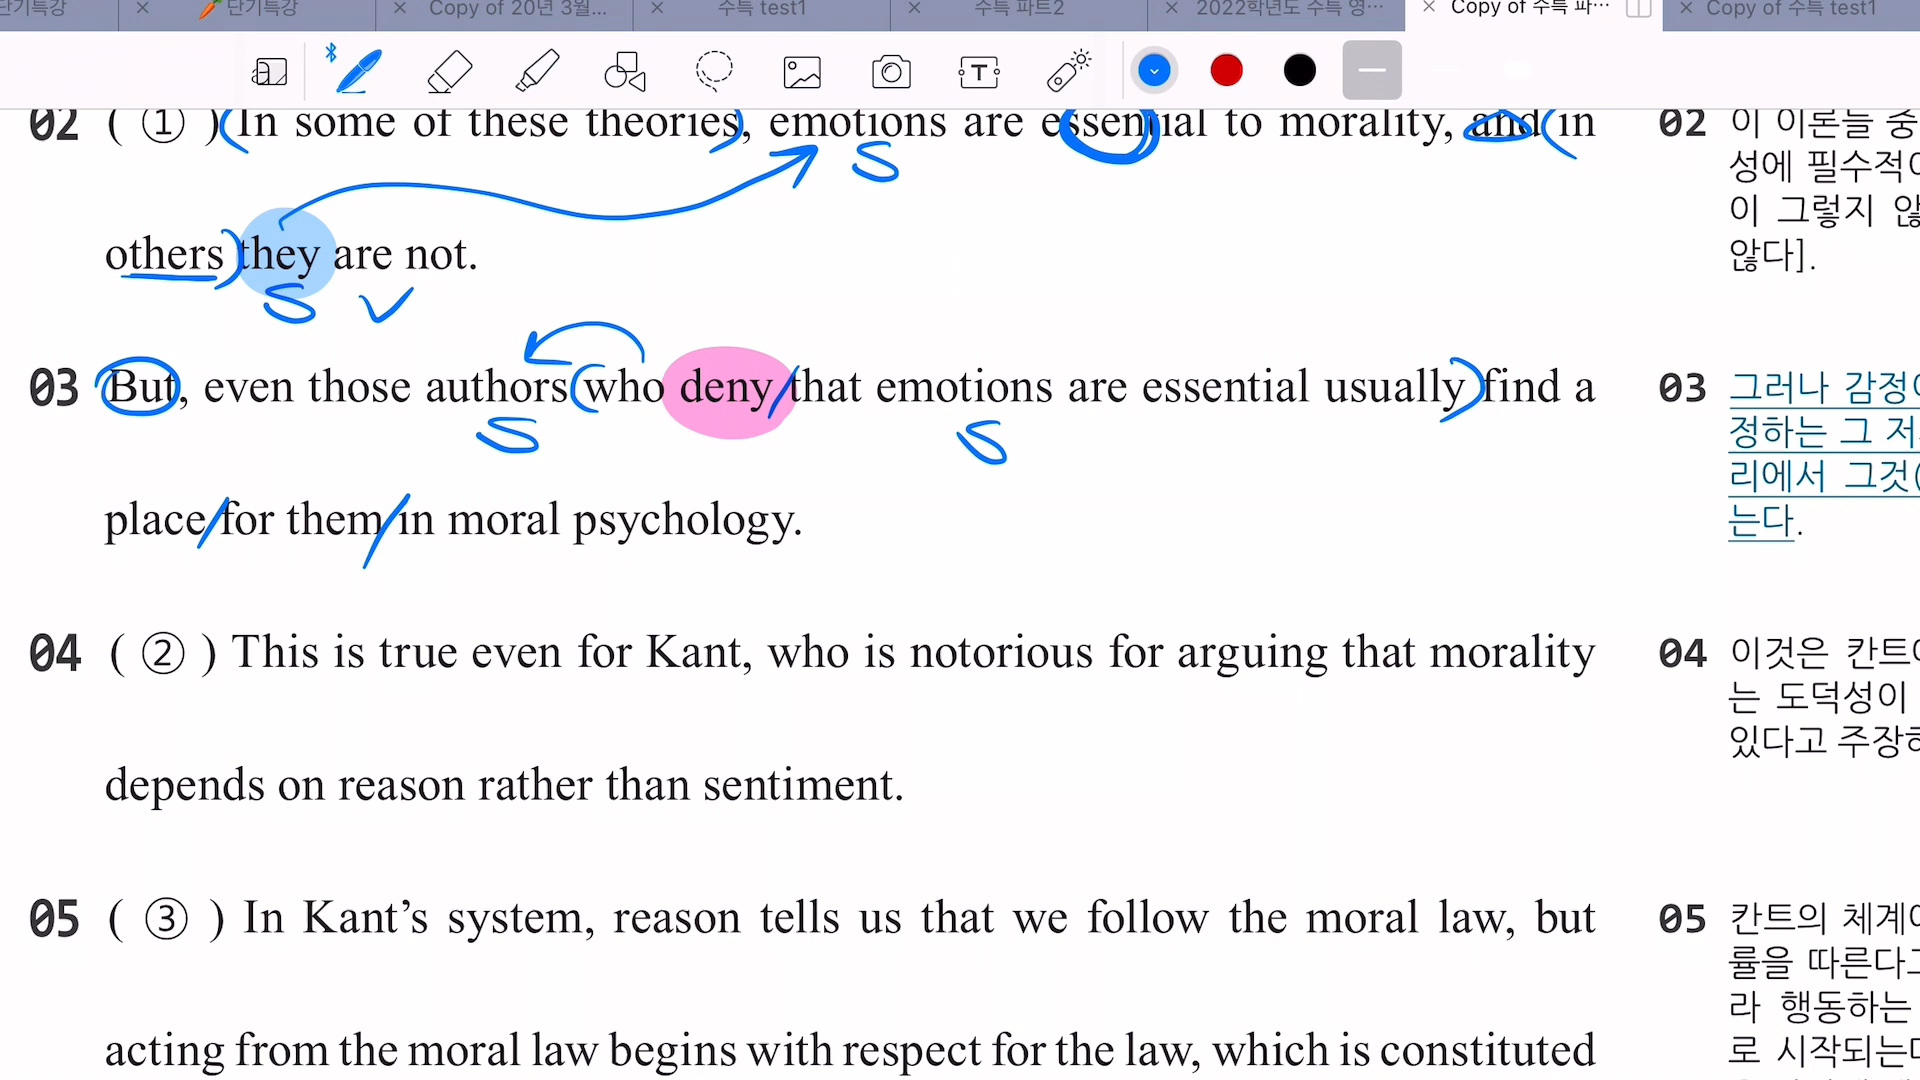 단기특강
× 🥕단기특강
× Copy of 20년 3월...
× 수특 test1
× 수특 파트2
× 2022학년도 수특 영...
× Copy of 수특 파...
× Copy of 수특 test1
T
02 ( ① ) In some of these theories, emotions are essential to morality, and in
S
others they are not.
S V
03 But, even those authors who deny that emotions are essential usually find a
S S
place for them in moral psychology.
04 ( ② ) This is true even for Kant, who is notorious for arguing that morality
depends on reason rather than sentiment.
05 ( ③ ) In Kant’s system, reason tells us that we follow the moral law, but
acting from the moral law begins with respect for the law, which is constituted
02 이 이론들 중
성에 필수적이
이 그렇지 않
않다].
03 그러나 감정이
정하는 그 저
리에서 그것(
는다.
04 이것은 칸트에
는 도덕성이
있다고 주장하
05 칸트의 체계에
률을 따른다고
라 행동하는
로 시작되는데